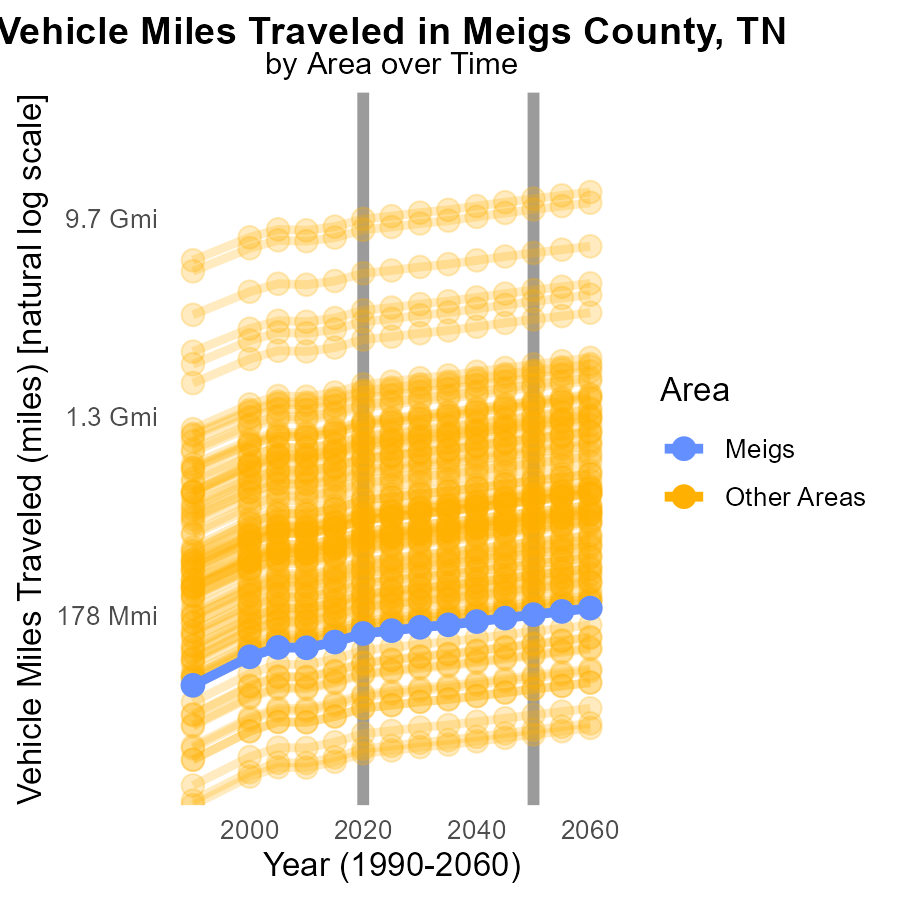 Vehicle Miles Traveled in Meigs County, TN
by Area over Time
Vehicle Miles Traveled (miles) [natural log scale]
9.7 Gmi
1.3 Gmi
178 Mmi
2000 2020 2040 2060
Year (1990-2060)
Area
Meigs
Other Areas